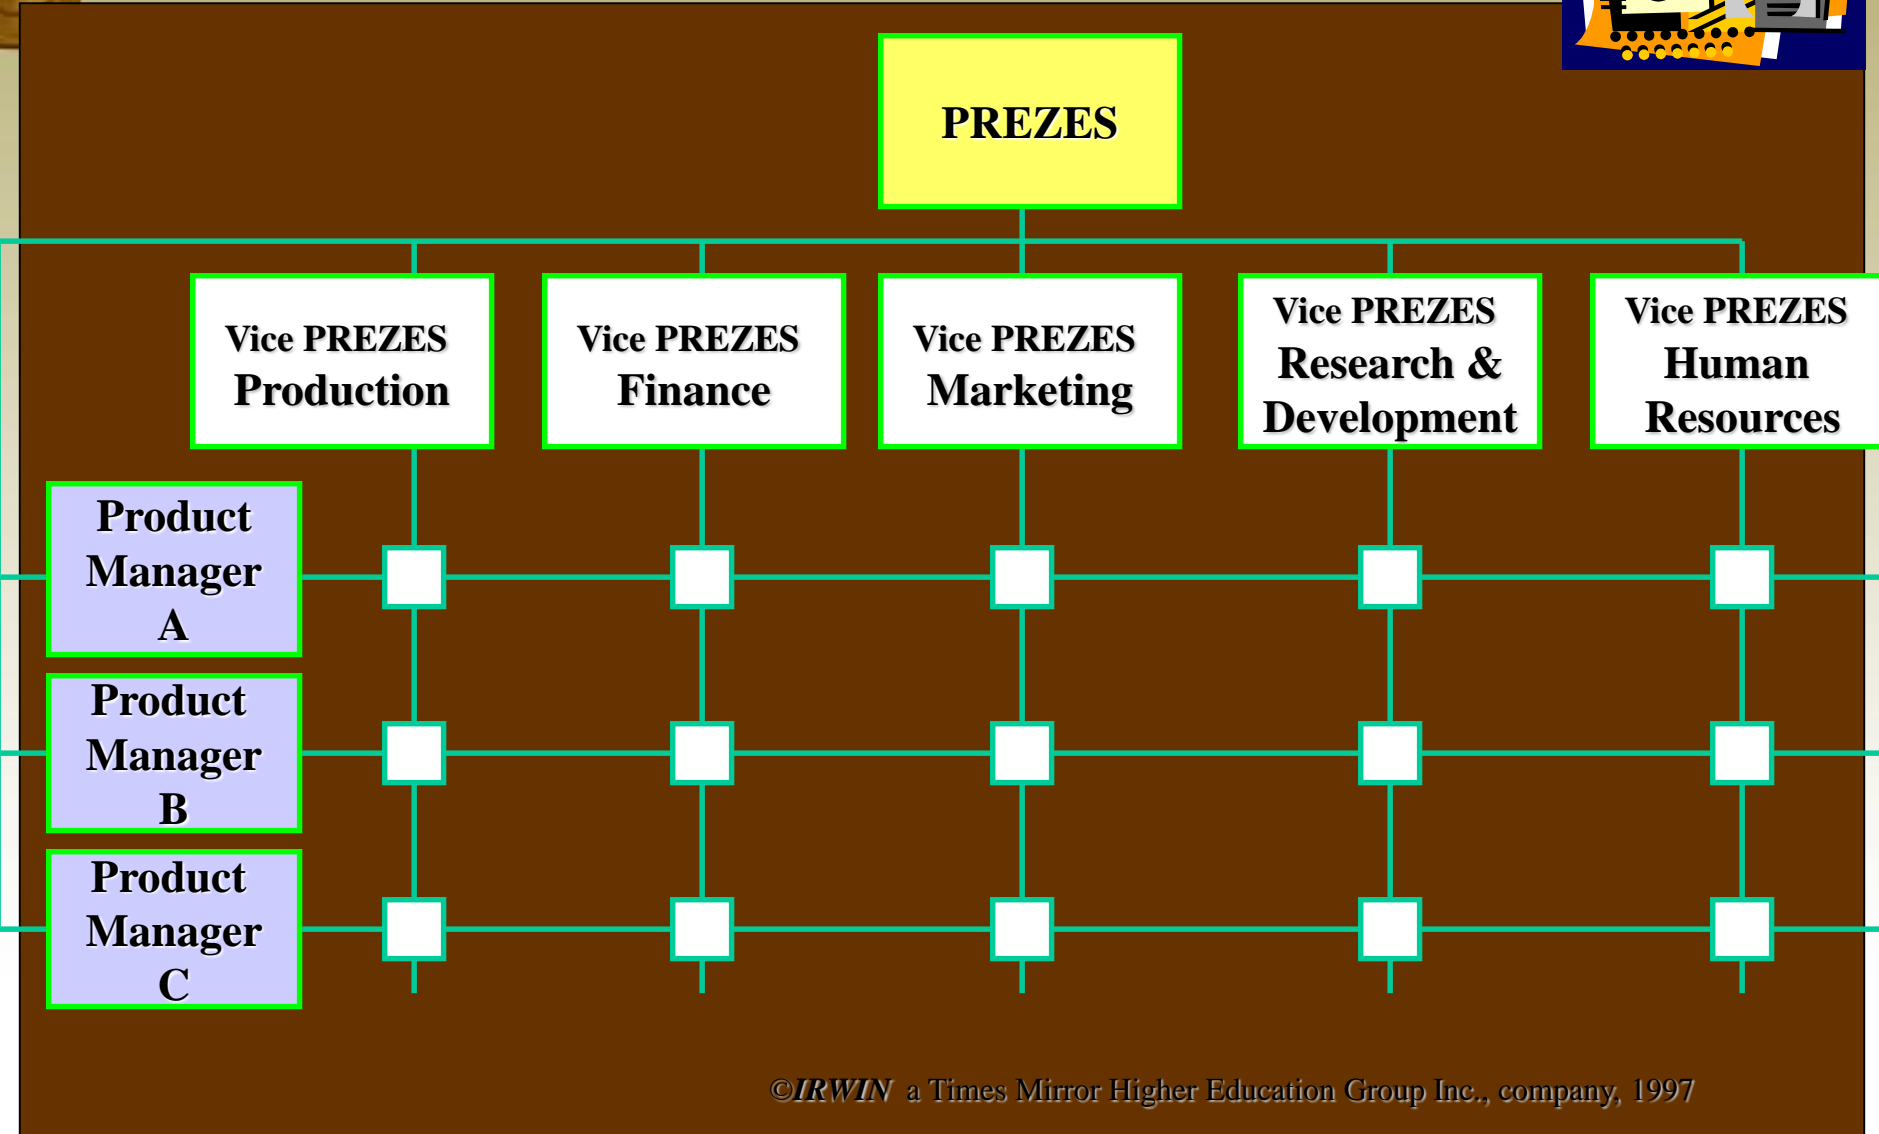 PREZES
Vice PREZES
Production
Vice PREZES
Finance
Vice PREZES
Marketing
Vice PREZES
Research &
Development
Vice PREZES
Human
Resources
Product
Manager
A
Product
Manager
B
Product
Manager
C
©IRWIN a Times Mirror Higher Education Group Inc., company, 1997